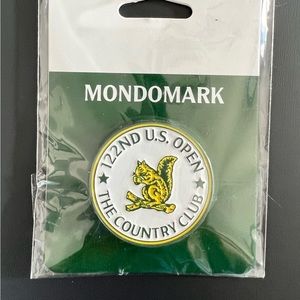 MONDOMARK
122ND U.S. OPEN
THE COUNTRY CLUB